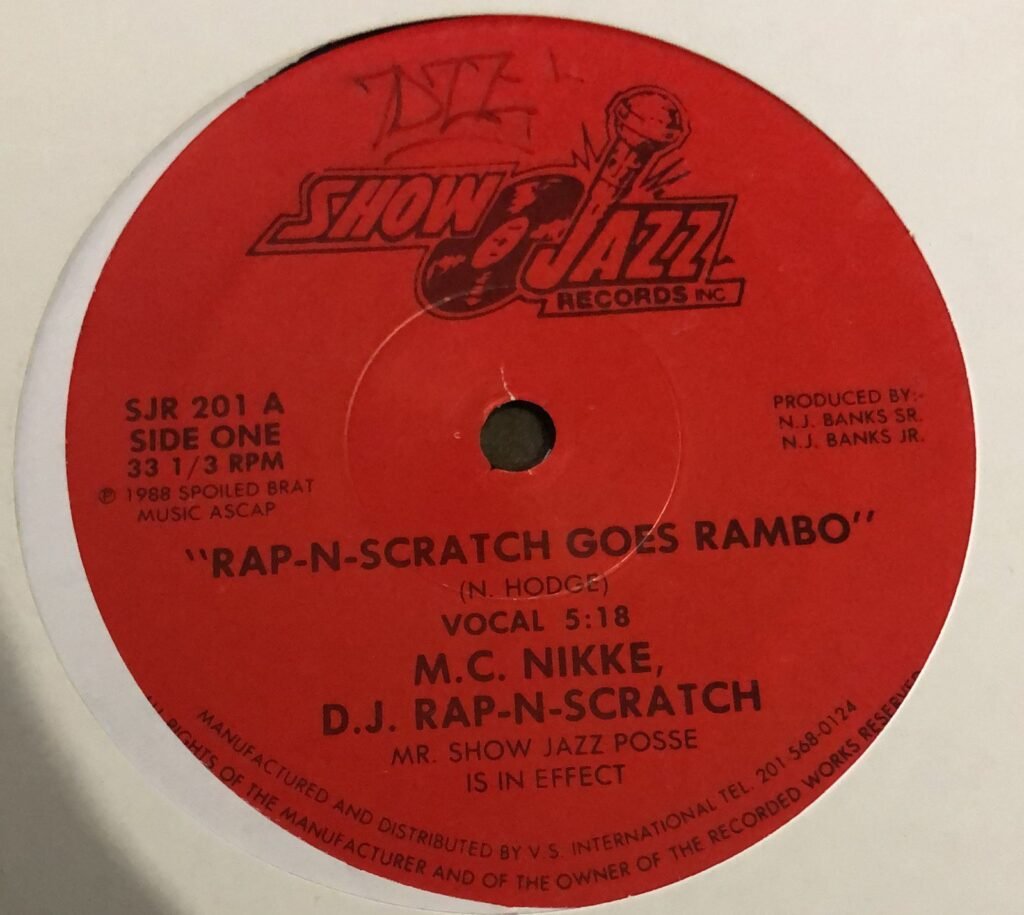 SHOW JAZZ
RECORDS INC.
SJR 201 A
SIDE ONE
33 1/3 RPM
℗ 1988 SPOILED BRAT
MUSIC ASCAP
PRODUCED BY:-
N.J. BANKS SR.
N.J. BANKS JR.
"RAP-N-SCRATCH GOES RAMBO"
(N. HODGE)
VOCAL 5:18
M.C. NIKKE,
D.J. RAP-N-SCRATCH
MR. SHOW JAZZ POSSE
IS IN EFFECT
MANUFACTURED AND DISTRIBUTED BY V.S. INTERNATIONAL TEL. 201 568-0124
RIGHTS OF THE MANUFACTURER AND OF THE OWNER OF THE RECORDED WORKS RESERVED